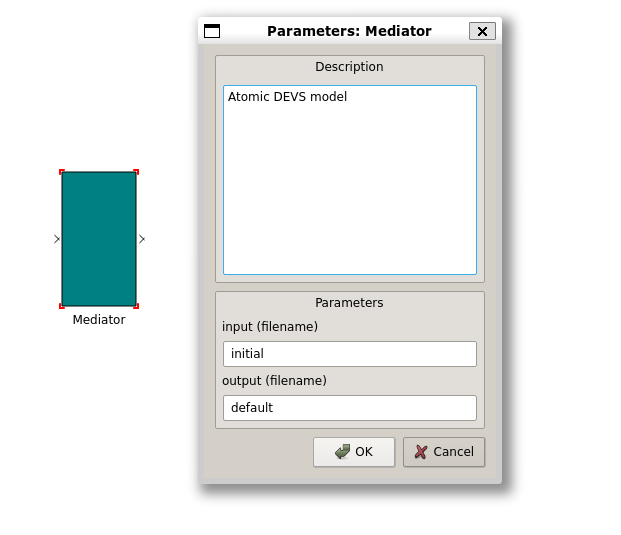 Parameters: Mediator
Description
Atomic DEVS model
Mediator
Parameters
input (filename)
initial
output (filename)
default
OK
Cancel